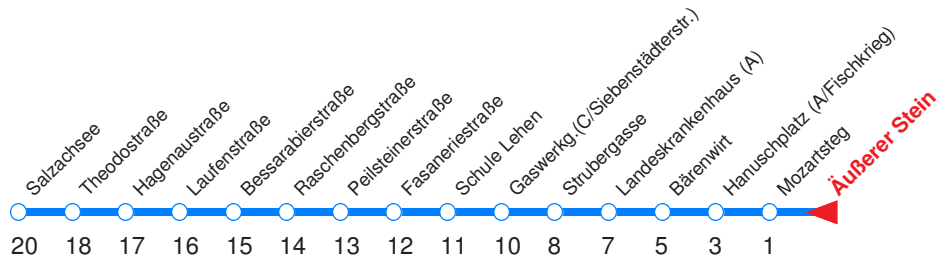 Salzachsee
Theodostraße
Hagenaustraße
Laufenstraße
Bessarabierstraße
Raschenbergstraße
Peilsteinerstraße
Fasaneriestraße
Schule Lehen
Gaswerkg.(C/Siebenstädterstr.)
Strubergasse
Landeskrankenhaus (A)
Bärenwirt
Hanuschplatz (A/Fischkrieg)
Mozartsteg
Äußerer Stein
20 18 17 16 15 14 13 12 11 10 8 7 5 3 1